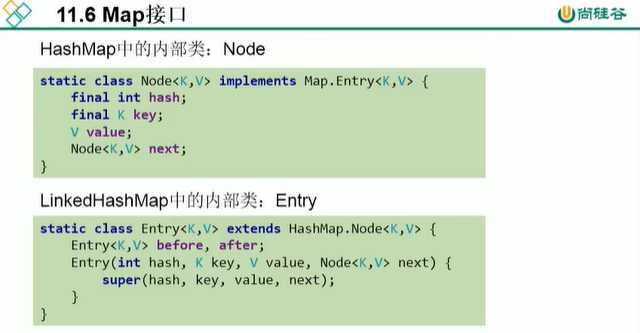 11.6 Map接口
尚硅谷
HashMap中的内部类：Node
static class Node<K,V> implements Map.Entry<K,V> {
final int hash;
final K key;
V value;
Node<K,V> next;
}
LinkedHashMap中的内部类：Entry
static class Entry<K,V> extends HashMap.Node<K,V> {
Entry<K,V> before, after;
Entry(int hash, K key, V value, Node<K,V> next) {
super(hash, key, value, next);
}
}